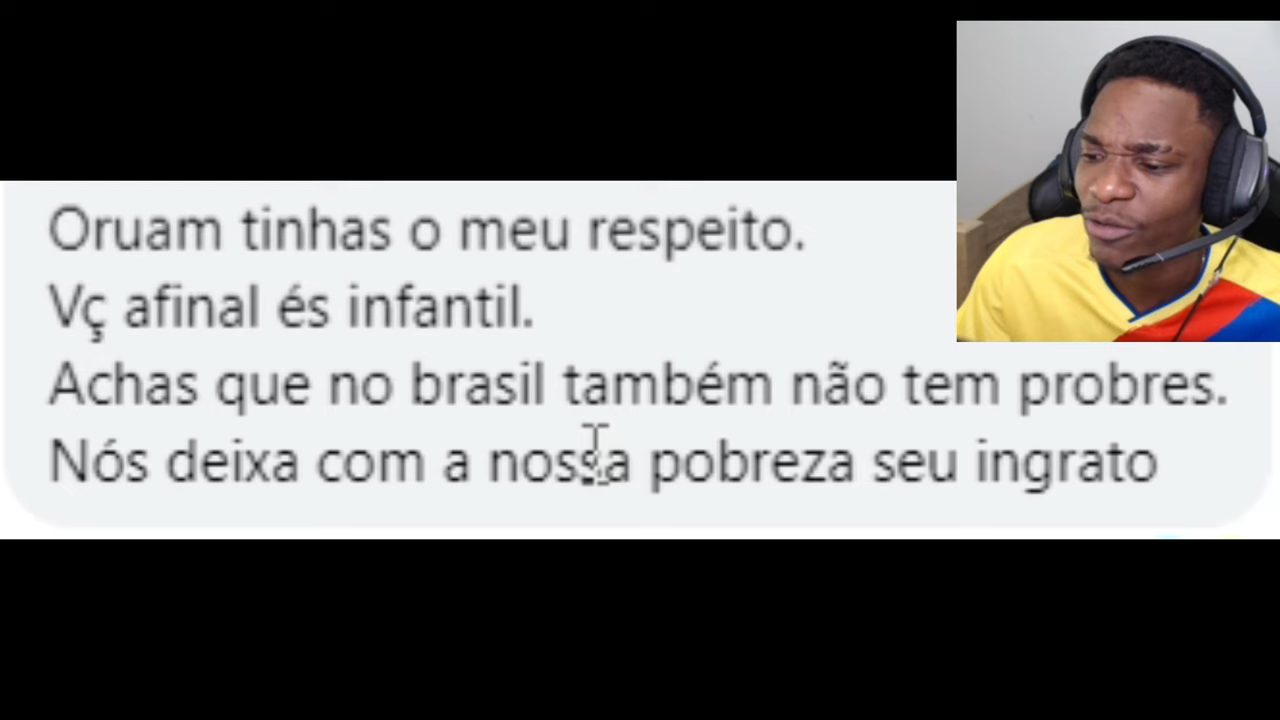 Oruam tinhas o meu respeito.
Vç afinal és infantil.
Achas que no brasil também não tem probres.
Nós deixa com a nossa pobreza seu ingrato